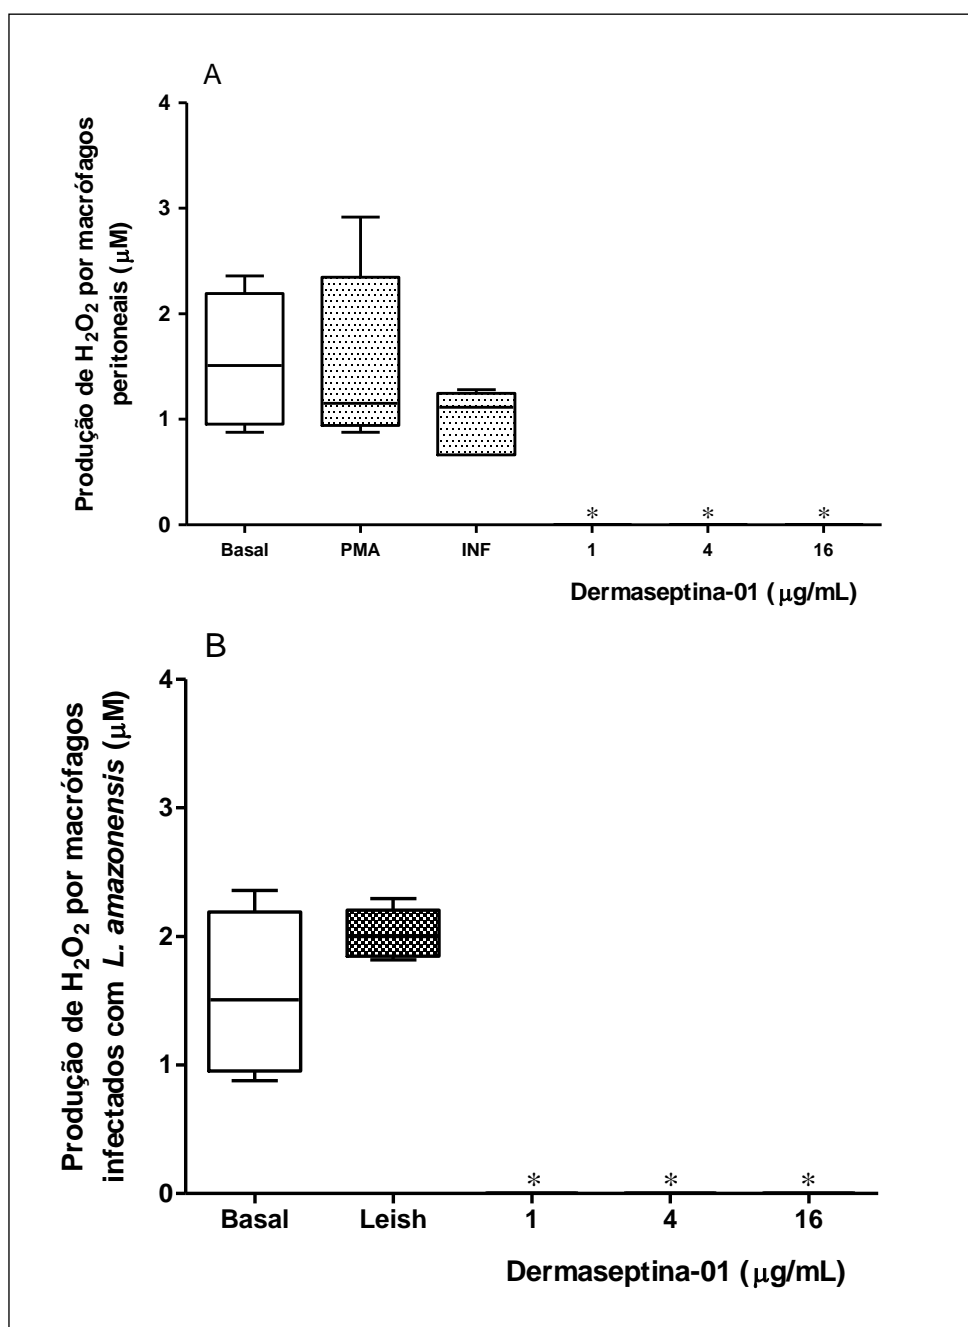 A
Produção de H₂O₂ por macrófagos
peritoneais (μM)
4
3
2
1
0
* * *
Basal PMA INF 1 4 16
Dermaseptina-01 (μg/mL)
B
Produção de H₂O₂ por macrófagos
infectados com L. amazonensis (μM)
4
3
2
1
0
* * *
Basal Leish 1 4 16
Dermaseptina-01 (μg/mL)